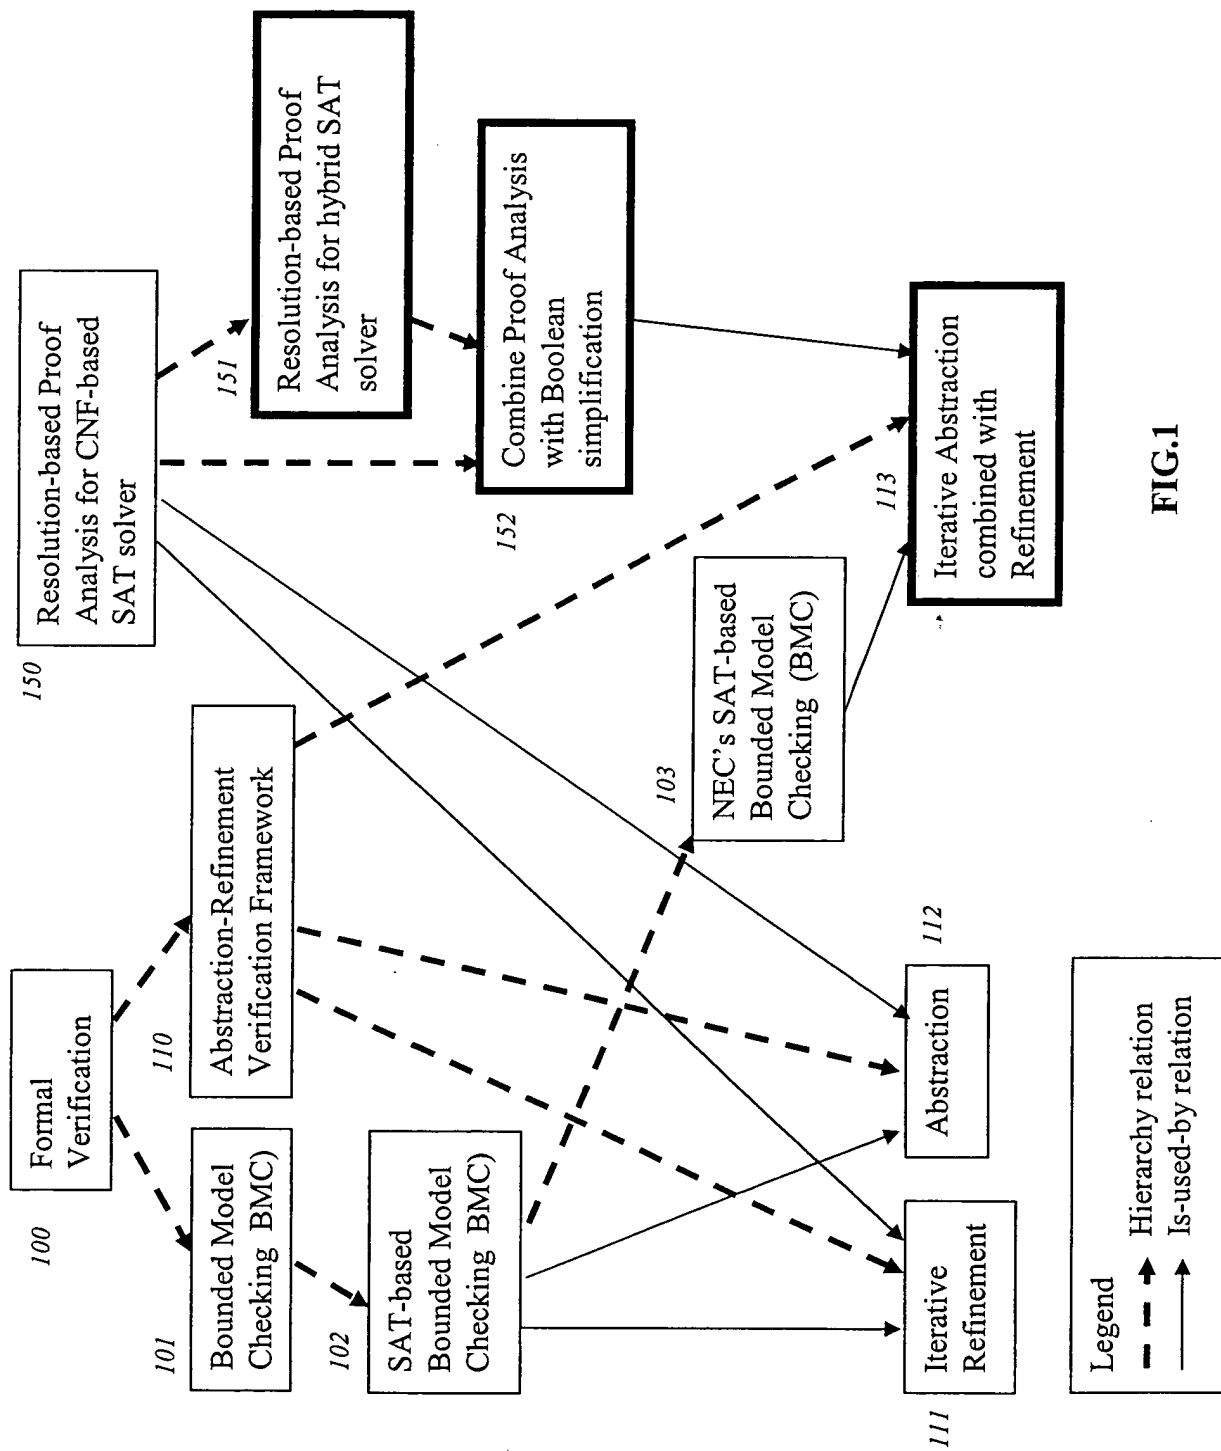 100
Formal
Verification
101
Bounded Model
Checking BMC)
102
SAT-based
Bounded Model
Checking BMC)
110
Abstraction-Refinement
Verification Framework
150
Resolution-based Proof
Analysis for CNF-based
SAT solver
151
Resolution-based Proof
Analysis for hybrid SAT
solver
152
Combine Proof Analysis
with Boolean
simplification
103
NEC's SAT-based
Bounded Model
Checking (BMC)
111
Iterative
Refinement
112
Abstraction
113
Iterative Abstraction
combined with
Refinement
Legend
Hierarchy relation
Is-used-by relation
FIG.1